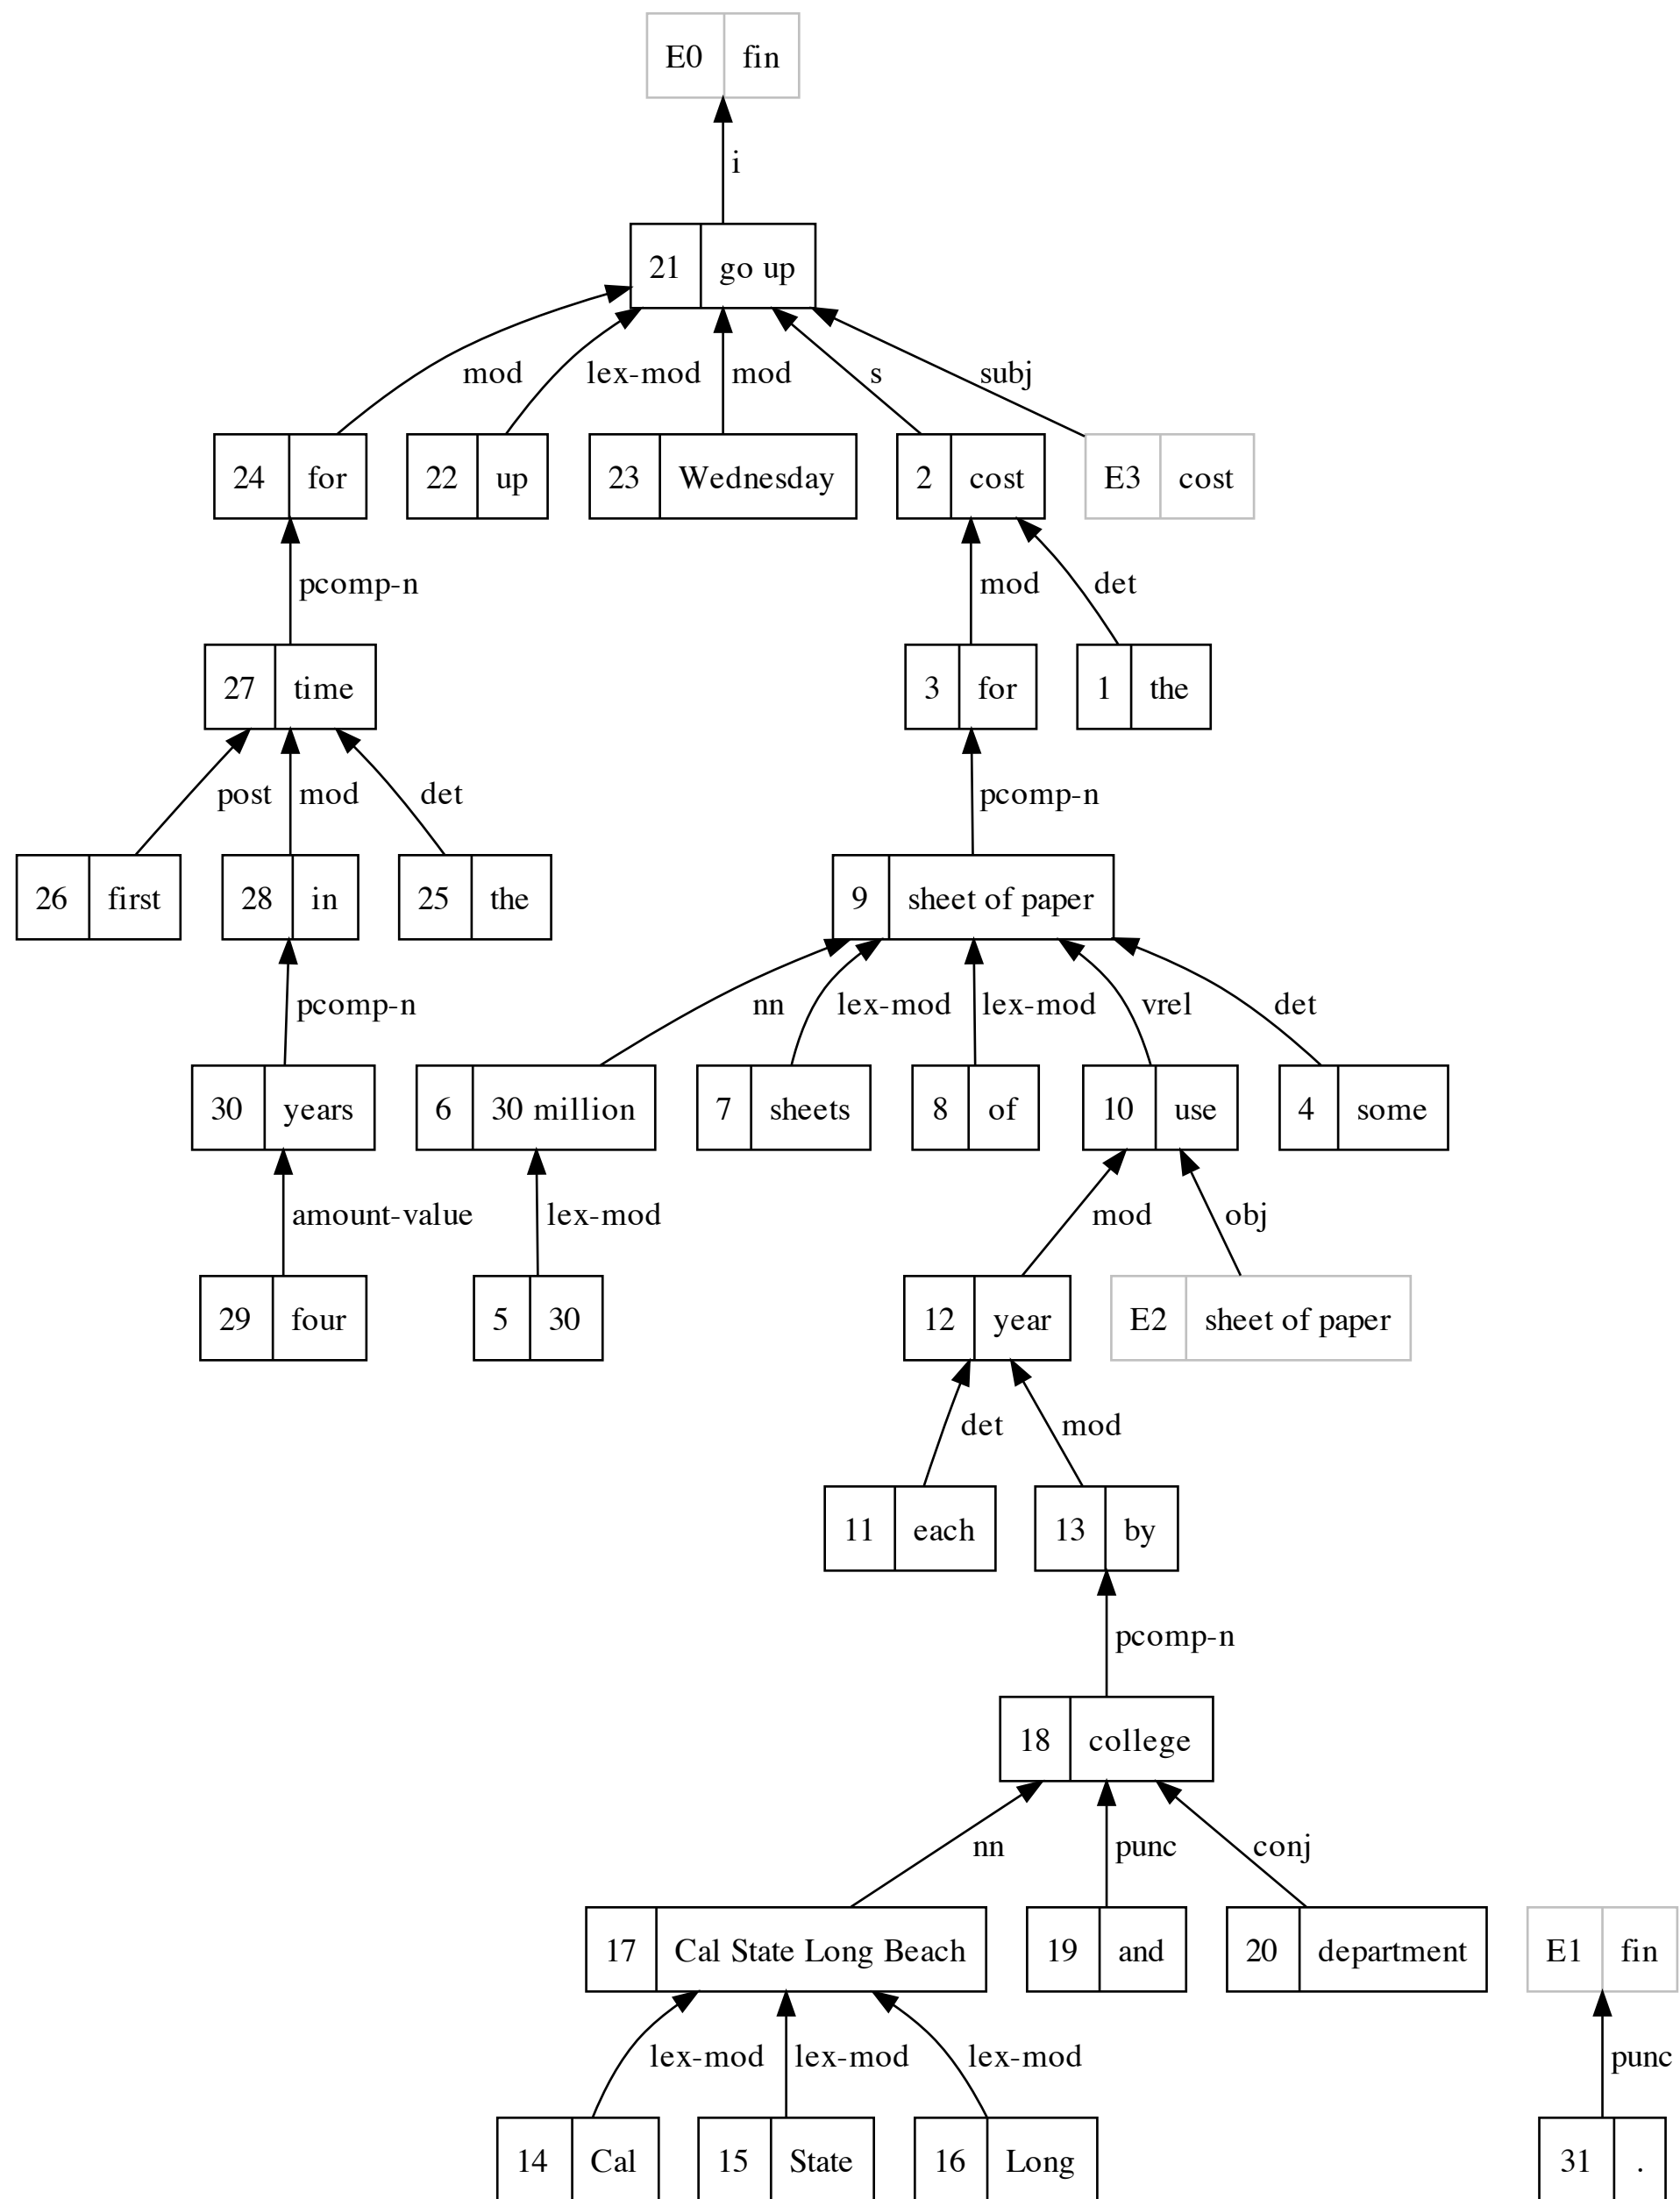 E0 fin
i
21 go up
mod lex-mod mod s subj
24 for 22 up 23 Wednesday 2 cost E3 cost
pcomp-n mod det
27 time 3 for 1 the
post mod det pcomp-n
26 first 28 in 25 the 9 sheet of paper
pcomp-n nn lex-mod lex-mod vrel det
30 years 6 30 million 7 sheets 8 of 10 use 4 some
amount-value lex-mod mod obj
29 four 5 30 12 year E2 sheet of paper
det mod
11 each 13 by
pcomp-n
18 college
nn punc conj
17 Cal State Long Beach 19 and 20 department E1 fin
lex-mod lex-mod lex-mod punc
14 Cal 15 State 16 Long 31 .